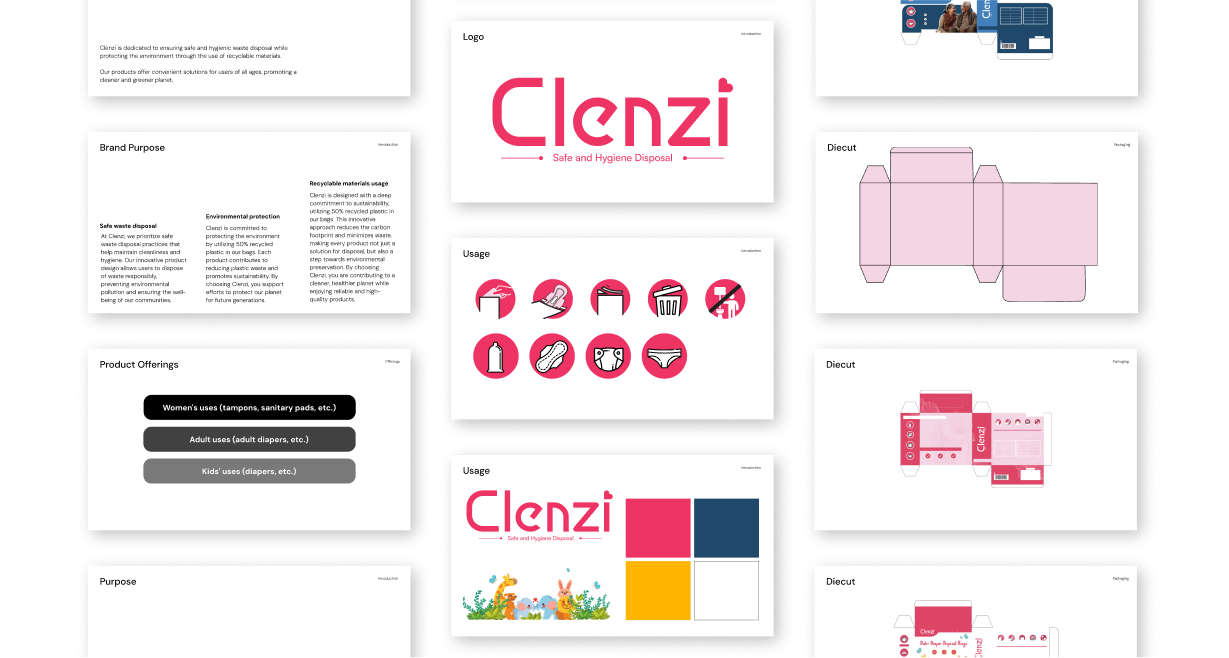 Clenzi is dedicated to ensuring safe and hygienic waste disposal while
protecting the environment through the use of recyclable materials.
Our products offer convenient solutions for users of all ages, promoting a
cleaner and greener planet.
Brand Purpose
Introduction
Safe waste disposal
At Clenzi, we prioritize safe
waste disposal practices that
help maintain cleanliness and
hygiene. Our innovative product
design allows users to dispose
of waste responsibly,
preventing environmental
pollution and ensuring the well-
being of our communities.
Environmental protection
Clenzi is committed to
protecting the environment
by utilizing 50% recycled
plastic in our bags. Each
product contributes to
reducing plastic waste and
promotes sustainability. By
choosing Clenzi, you support
efforts to protect our planet
for future generations.
Recyclable materials usage
Clenzi is designed with a deep
commitment to sustainability,
utilizing 50% recycled plastic in
our bags. This innovative
approach reduces the carbon
footprint and minimizes waste,
making every product not just a
solution for disposal, but also a
step towards environmental
preservation. By choosing
Clenzi, you are contributing to a
cleaner, healthier planet while
enjoying reliable and high-
quality products.
Product Offerings
Offerings
Women's uses (tampons, sanitary pads, etc.)
Adult uses (adult diapers, etc.)
Kids' uses (diapers, etc.)
Purpose
Introduction
Logo
Introduction
Clenzi
Safe and Hygiene Disposal
Usage
Introduction
Usage
Introduction
Clenzi
Safe and Hygiene Disposal
Clenzi
Diecut
Packaging
Diecut
Packaging
Clenzi
Diecut
Packaging
Clenzi
Clenzi